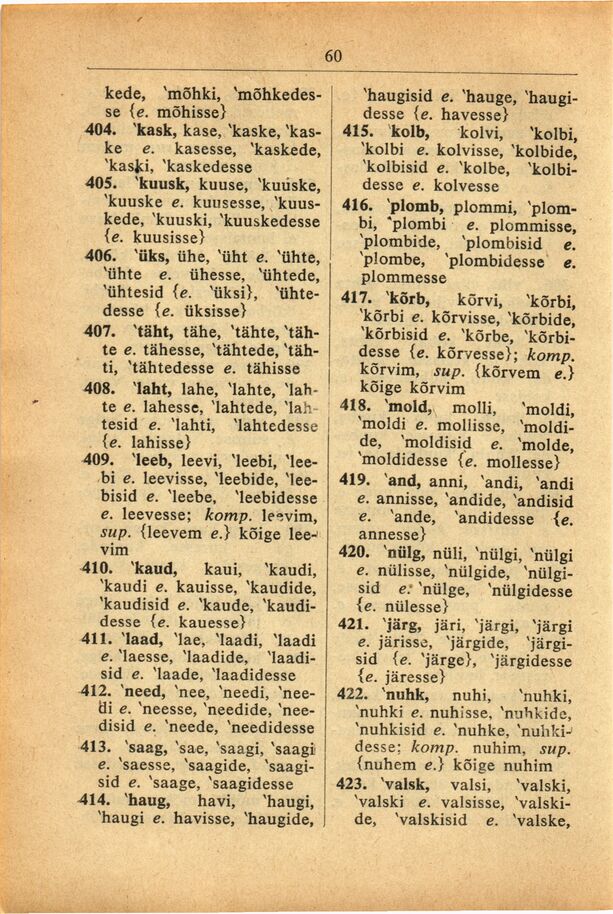 60
kede, ˋmõhki, ˋmõhkedes-
se {e. mõhisse}
404. ˋkask, kase, ˋkaske, ˋkas-
ke e. kasesse, ˋkaskede,
ˋkaski, ˋkaskedesse
405. ˋkuusk, kuuse, ˋkuuske,
ˋkuuske e. kuusesse, ˋkuus-
kede, ˋkuuski, ˋkuuskedesse
{e. kuusisse}
406. ˋüks, ühe, ˋüht e. ˋühte,
ˋühte e. ühesse, ˋühtede,
ˋühtesid {e. ˋüksi}, ˋühte-
desse {e. üksisse}
407. ˋtäht, tähe, ˋtähte, ˋtäh-
te e. tähesse, ˋtähtede, ˋtäh-
ti, ˋtähtedesse e. tähisse
408. ˋlaht, lahe, ˋlahte, ˋlah-
te e. lahesse, ˋlahtede, ˋlah-
tesid e. ˋlahti, ˋlahtedesse
{e. lahisse}
409. ˋleeb, leevi, ˋleebi, ˋlee-
bi e. leevisse, ˋleebide, ˋlee-
bisid e. ˋleebe, ˋleebidesse
e. leevesse; komp. leevim,
sup. {leevem e.} kõige lee-
vim
410. ˋkaud, kaui, ˋkaudi,
ˋkaudi e. kauisse, ˋkaudide,
ˋkaudisid e. ˋkaude, ˋkaudi-
desse {e. kauesse}
411. ˋlaad, ˋlae, ˋlaadi, ˋlaadi
e. ˋlaesse, ˋlaadide, ˋlaadi-
sid e. ˋlaade, ˋlaadidesse
412. ˋneed, ˋnee, ˋneedi, ˋnee-
di e. ˋneesse, ˋneedide, ˋnee-
disid e. ˋneede, ˋneedidesse
413. ˋsaag, ˋsae, ˋsaagi, ˋsaagi
e. ˋsaesse, ˋsaagide, ˋsaagi-
sid e. ˋsaage, ˋsaagidesse
414. ˋhaug, havi, ˋhaugi,
ˋhaugi e. havisse, ˋhaugide,
ˋhaugisid e. ˋhauge, ˋhaugi-
desse {e. havesse}
415. ˋkolb, kolvi, ˋkolbi,
ˋkolbi e. kolvisse, ˋkolbide,
ˋkolbisid e. ˋkolbe, ˋkolbi-
desse e. kolvesse
416. ˋplomb, plommi, ˋplom-
bi, ˋplombi e. plommisse,
ˋplombide, ˋplombisid e.
ˋplombe, ˋplombidesse e.
plommesse
417. ˋkõrb, kõrvi, ˋkõrbi,
ˋkõrbi e. kõrvisse, ˋkõrbide,
ˋkõrbisid e. ˋkõrbe, ˋkõrbi-
desse {e. kõrvesse}; komp.
kõrvim, sup. {kõrvem e.}
kõige kõrvim
418. ˋmold, molli, ˋmoldi,
ˋmoldi e. mollisse, ˋmoldi-
de, ˋmoldisid e. ˋmolde,
ˋmoldidesse {e. mollesse}
419. ˋand, anni, ˋandi, ˋandi
e. annisse, ˋandide, ˋandisid
e. ˋande, ˋandidesse {e.
annesse}
420. ˋnülg, nüli, ˋnülgi, ˋnülgi
e. nülisse, ˋnülgide, ˋnülgi-
sid e. ˋnülge, ˋnülgidesse
{e. nülesse}
421. ˋjärg, järi, ˋjärgi, ˋjärgi
e. järisse, ˋjärgide, ˋjärgi-
sid {e. ˋjärge}, ˋjärgidesse
{e. järesse}
422. ˋnuhk, nuhi, ˋnuhki,
ˋnuhki e. nuhisse, ˋnuhkide,
ˋnuhkisid e. ˋnuhke, ˋnuhki-
desse; komp. nuhim, sup.
{nuhem e.} kõige nuhim
423. ˋvalsk, valsi, ˋvalski,
ˋvalski e. valsisse, ˋvalski-
de, ˋvalskisid e. ˋvalske,